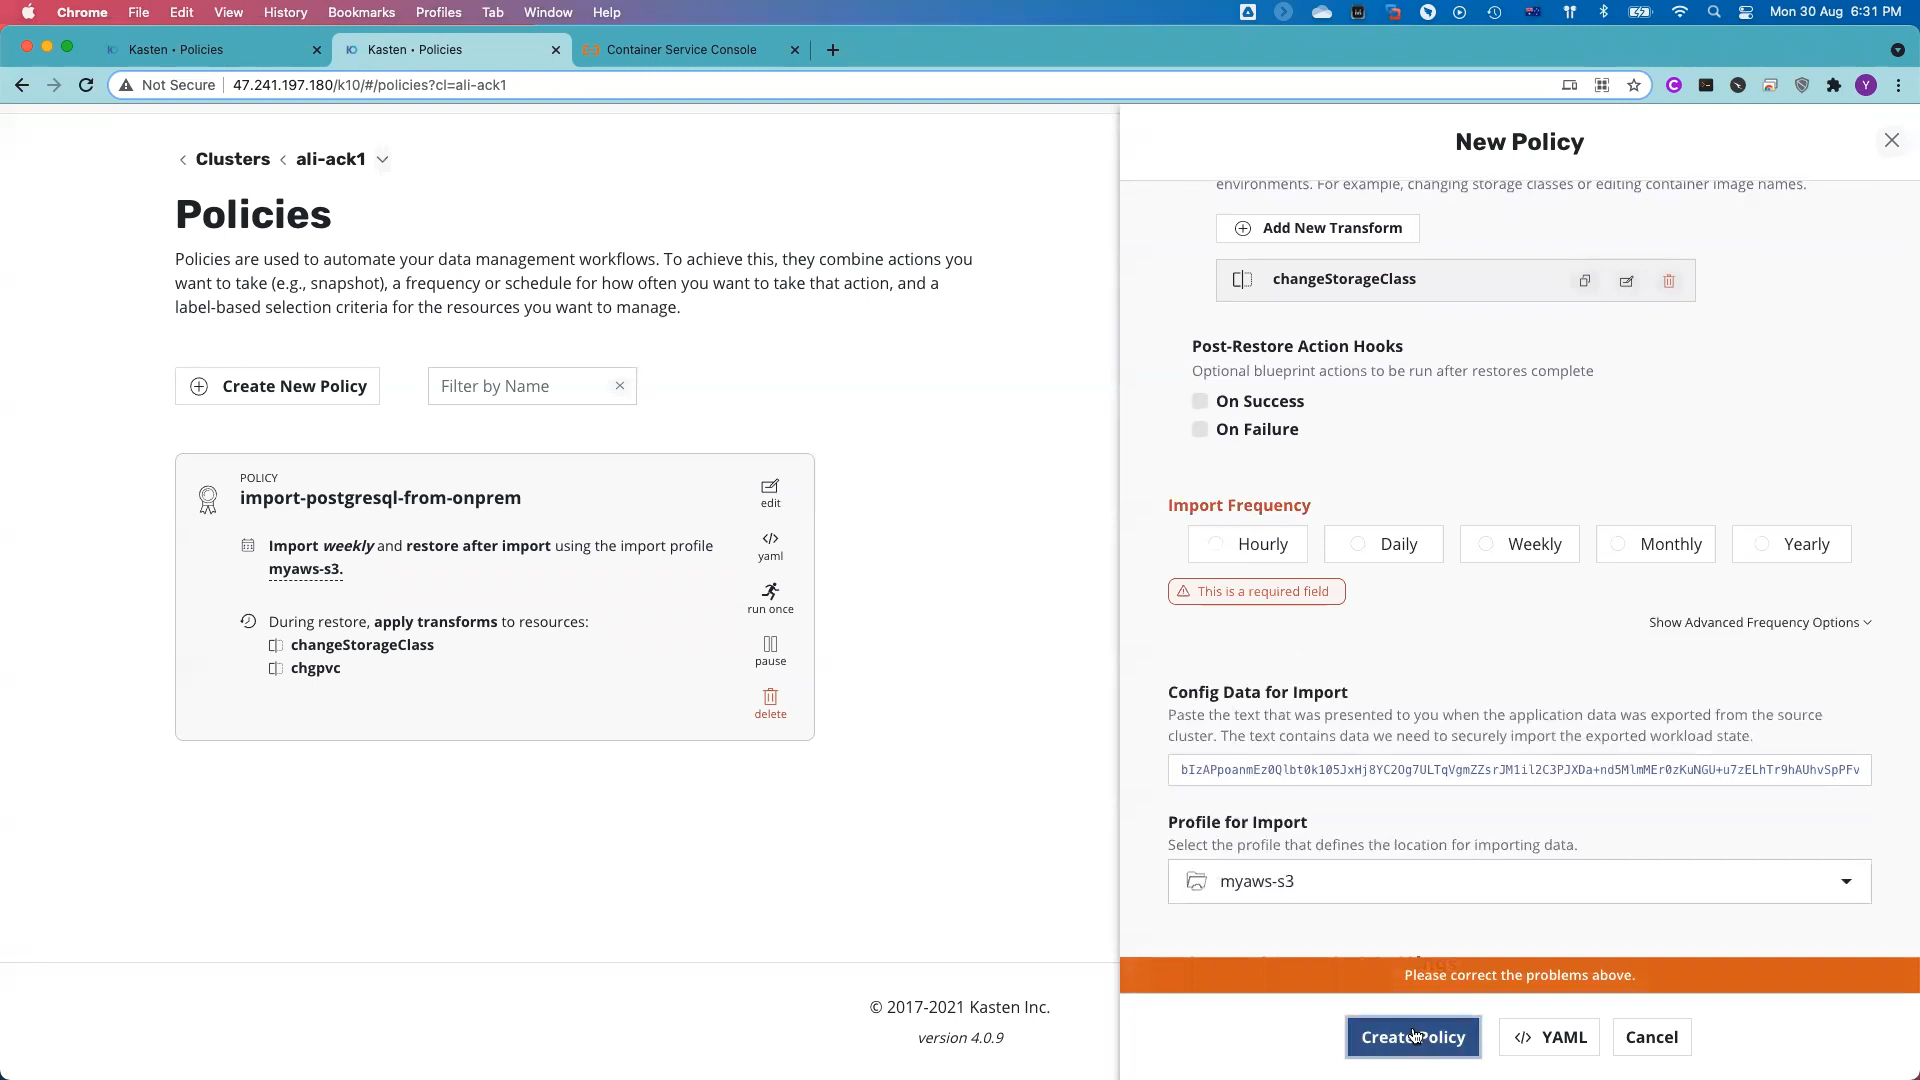 Chrome File Edit View History Bookmarks Profiles Tab Window Help Mon 30 Aug 6:31 PM
Kasten • Policies Kasten • Policies Container Service Console
Not Secure 47.241.197.180/k10/#/policies?cl=ali-ack1 Y
Clusters ali-ack1
Policies
Policies are used to automate your data management workflows. To achieve this, they combine actions you
want to take (e.g., snapshot), a frequency or schedule for how often you want to take that action, and a
label-based selection criteria for the resources you want to manage.
Create New Policy Filter by Name
POLICY
import-postgresql-from-onprem
Import weekly and restore after import using the import profile
myaws-s3.
During restore, apply transforms to resources:
changeStorageClass
chgpvc
edit
yaml
run once
pause
delete
© 2017-2021 Kasten Inc.
version 4.0.9
New Policy
environments. For example, changing storage classes or editing container image names.
Add New Transform
changeStorageClass
Post-Restore Action Hooks
Optional blueprint actions to be run after restores complete
On Success
On Failure
Import Frequency
Hourly Daily Weekly Monthly Yearly
This is a required field
Show Advanced Frequency Options
Config Data for Import
Paste the text that was presented to you when the application data was exported from the source
cluster. The text contains data we need to securely import the exported workload state.
bIzAPpoanmEz0Qlbt0k105JxHj8YC2Og7ULTqVgmZZsrJM1il2C3PJXDa+nd5MlmMEr0zKuNGU+u7zELhTr9hAUhvSpPFv
Profile for Import
Select the profile that defines the location for importing data.
myaws-s3
Please correct the problems above.
Create Policy YAML Cancel